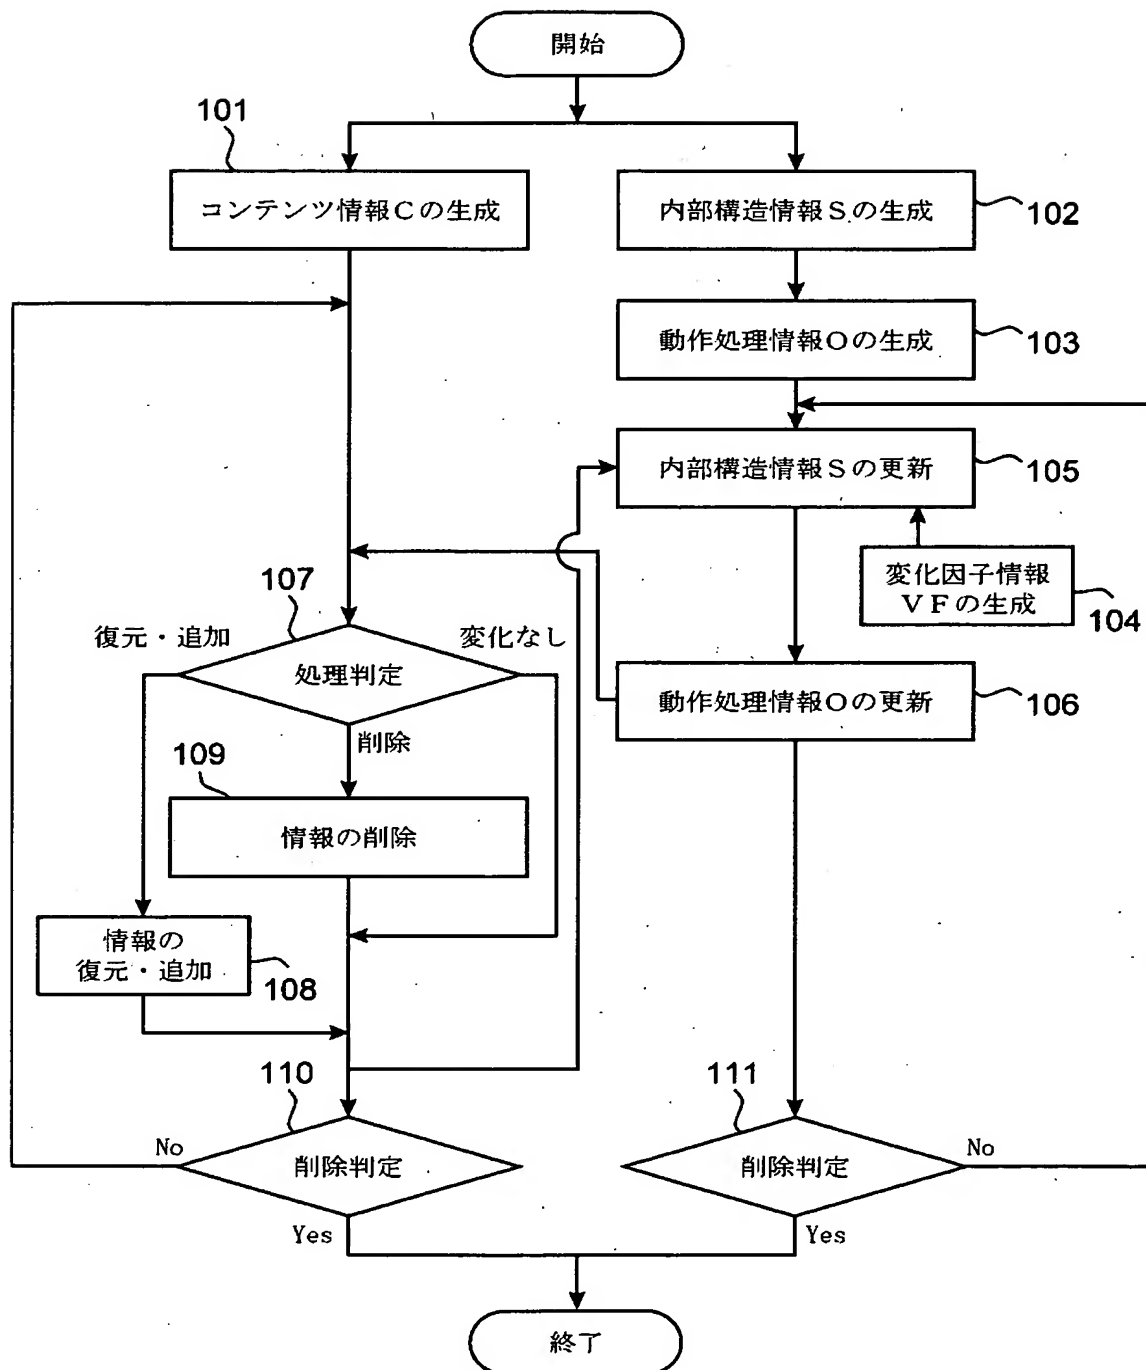 開始
101
コンテンツ情報Cの生成
内部構造情報Sの生成
102
動作処理情報Oの生成
103
内部構造情報Sの更新
105
変化因子情報
VFの生成
104
107
復元・追加
変化なし
処理判定
動作処理情報Oの更新
106
削除
109
情報の削除
情報の
復元・追加
108
110
111
No
削除判定
削除判定
No
Yes
Yes
終了